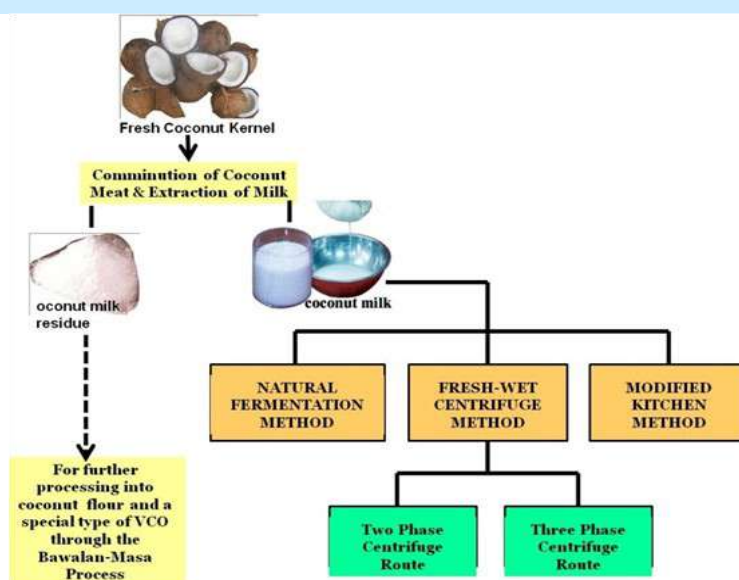 Fresh Coconut Kernel
Comminution of Coconut
Meat & Extraction of Milk
oconut milk
residue
coconut milk
NATURAL
FERMENTATION
METHOD
FRESH-WET
CENTRIFUGE
METHOD
MODIFIED
KITCHEN
METHOD
For further
processing into
coconut flour and a
special type of VCO
through the
Bawalan-Masa
Process
Two Phase
Centrifuge
Route
Three Phase
Centrifuge
Route